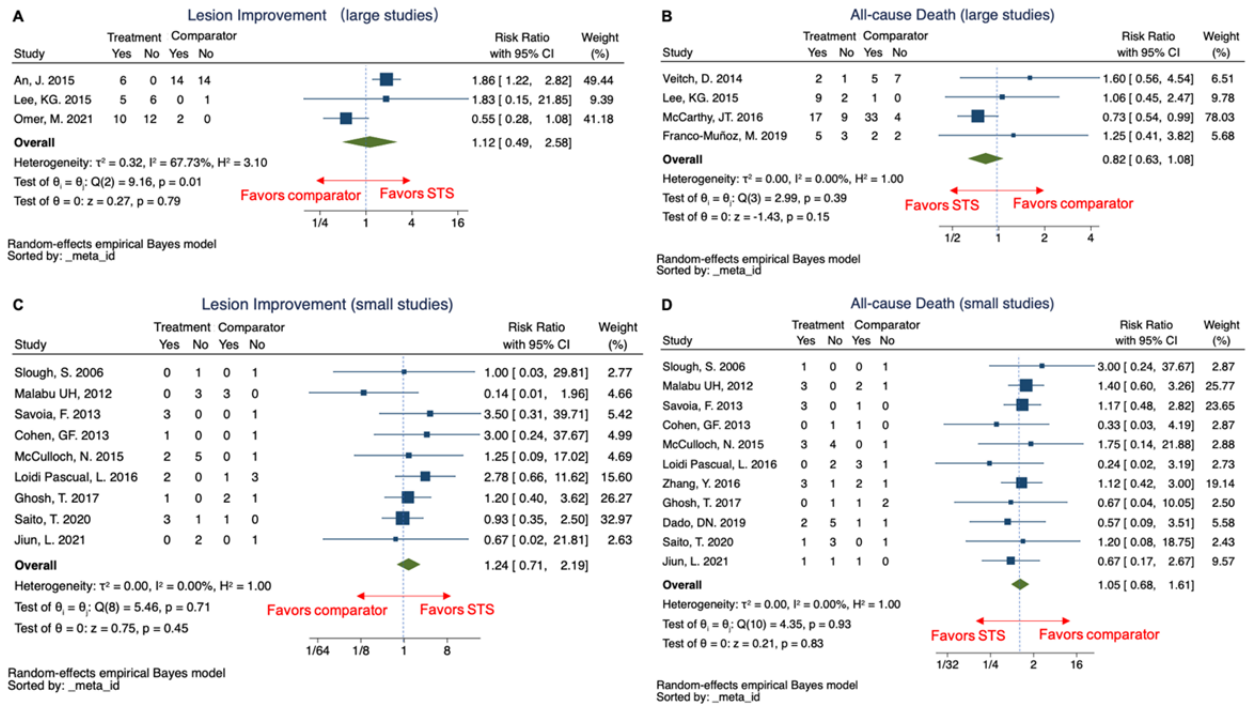 A
Lesion Improvement (large studies)
Treatment Comparator Risk Ratio Weight
Study Yes No Yes No with 95% CI (%)
An, J. 2015 6 0 14 14 1.86 [ 1.22, 2.82] 49.44
Lee, KG. 2015 5 6 0 1 1.83 [ 0.15, 21.85] 9.39
Omer, M. 2021 10 12 2 0 0.55 [ 0.28, 1.08] 41.18
Overall 1.12 [ 0.49, 2.58]
Heterogeneity: τ² = 0.32, I² = 67.73%, H² = 3.10
Test of θᵢ = θⱼ: Q(2) = 9.16, p = 0.01
Favors comparator Favors STS
Test of θ = 0: z = 0.27, p = 0.79
1/4 1 4 16
Random-effects empirical Bayes model
Sorted by: _meta_id
B
All-cause Death (large studies)
Treatment Comparator Risk Ratio Weight
Study Yes No Yes No with 95% CI (%)
Veitch, D. 2014 2 1 5 7 1.60 [ 0.56, 4.54] 6.51
Lee, KG. 2015 9 2 1 0 1.06 [ 0.45, 2.47] 9.78
McCarthy, JT. 2016 17 9 33 4 0.73 [ 0.54, 0.99] 78.03
Franco-Muñoz, M. 2019 5 3 2 2 1.25 [ 0.41, 3.82] 5.68
Overall 0.82 [ 0.63, 1.08]
Heterogeneity: τ² = 0.00, I² = 0.00%, H² = 1.00
Test of θᵢ = θⱼ: Q(3) = 2.99, p = 0.39
Favors STS Favors comparator
Test of θ = 0: z = -1.43, p = 0.15
1/2 1 2 4
Random-effects empirical Bayes model
Sorted by: _meta_id
C
Lesion Improvement (small studies)
Treatment Comparator Risk Ratio Weight
Study Yes No Yes No with 95% CI (%)
Slough, S. 2006 0 1 0 1 1.00 [ 0.03, 29.81] 2.77
Malabu UH, 2012 0 3 3 0 0.14 [ 0.01, 1.96] 4.66
Savoia, F. 2013 3 0 0 1 3.50 [ 0.31, 39.71] 5.42
Cohen, GF. 2013 1 0 0 1 3.00 [ 0.24, 37.67] 4.99
McCulloch, N. 2015 2 5 0 1 1.25 [ 0.09, 17.02] 4.69
Loidi Pascual, L. 2016 2 0 1 3 2.78 [ 0.66, 11.62] 15.60
Ghosh, T. 2017 1 0 2 1 1.20 [ 0.40, 3.62] 26.27
Saito, T. 2020 3 1 1 0 0.93 [ 0.35, 2.50] 32.97
Jiun, L. 2021 0 2 0 1 0.67 [ 0.02, 21.81] 2.63
Overall 1.24 [ 0.71, 2.19]
Heterogeneity: τ² = 0.00, I² = 0.00%, H² = 1.00
Test of θᵢ = θⱼ: Q(8) = 5.46, p = 0.71
Favors comparator Favors STS
Test of θ = 0: z = 0.75, p = 0.45
1/64 1/8 1 8
Random-effects empirical Bayes model
Sorted by: _meta_id
D
All-cause Death (small studies)
Treatment Comparator Risk Ratio Weight
Study Yes No Yes No with 95% CI (%)
Slough, S. 2006 1 0 0 1 3.00 [ 0.24, 37.67] 2.87
Malabu UH, 2012 3 0 2 1 1.40 [ 0.60, 3.26] 25.77
Savoia, F. 2013 3 0 1 0 1.17 [ 0.48, 2.82] 23.65
Cohen, GF. 2013 0 1 1 0 0.33 [ 0.03, 4.19] 2.87
McCulloch, N. 2015 3 4 0 1 1.75 [ 0.14, 21.88] 2.88
Loidi Pascual, L. 2016 0 2 3 1 0.24 [ 0.02, 3.19] 2.73
Zhang, Y. 2016 3 1 2 1 1.12 [ 0.42, 3.00] 19.14
Ghosh, T. 2017 0 1 1 2 0.67 [ 0.04, 10.05] 2.50
Dado, DN. 2019 2 5 1 1 0.57 [ 0.09, 3.51] 5.58
Saito, T. 2020 1 3 0 1 1.20 [ 0.08, 18.75] 2.43
Jiun, L. 2021 1 1 1 0 0.67 [ 0.17, 2.67] 9.57
Overall 1.05 [ 0.68, 1.61]
Heterogeneity: τ² = 0.00, I² = 0.00%, H² = 1.00
Test of θᵢ = θⱼ: Q(10) = 4.35, p = 0.93
Favors STS Favors comparator
Test of θ = 0: z = 0.21, p = 0.83
1/32 1/4 2 16
Random-effects empirical Bayes model
Sorted by: _meta_id